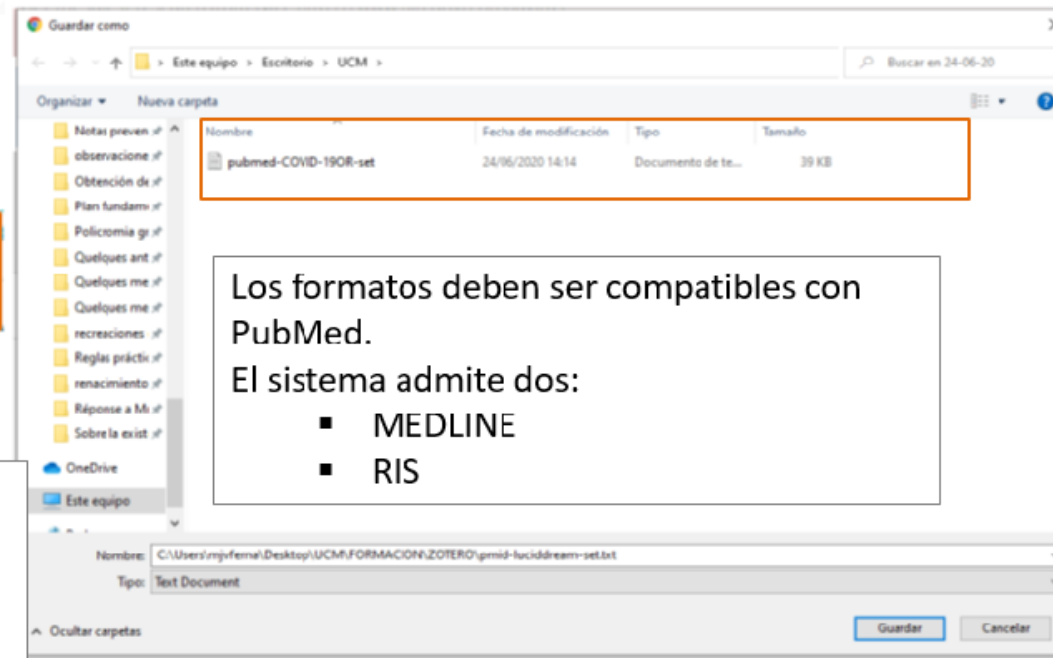 Guardar como
Este equipo > Escritorio > UCM >
Buscar en 24-06-20
Organizar
Nueva carpeta
Nombre
Fecha de modificación
Tipo
Tamaño
pubmed-COVID-19OR-set
24/06/2020 14:14
Documento de te...
39 KB
Notas preven
observacione
Obtención de
Plan fundam
Policromia gr
Quelques ant
Quelques me
Quelques me
recreaciones
Reglas práctic
renacimiento
Réponse a Mr
Sobre la exist
OneDrive
Este equipo
Los formatos deben ser compatibles con
PubMed.
El sistema admite dos:
▪ MEDLINE
▪ RIS
Nombre: C:\Users\mjvferna\Desktop\UCM\FORMACION\ZOTERO\pmid-luciddream-set.txt
Tipo: Text Document
Ocultar carpetas
Guardar
Cancelar